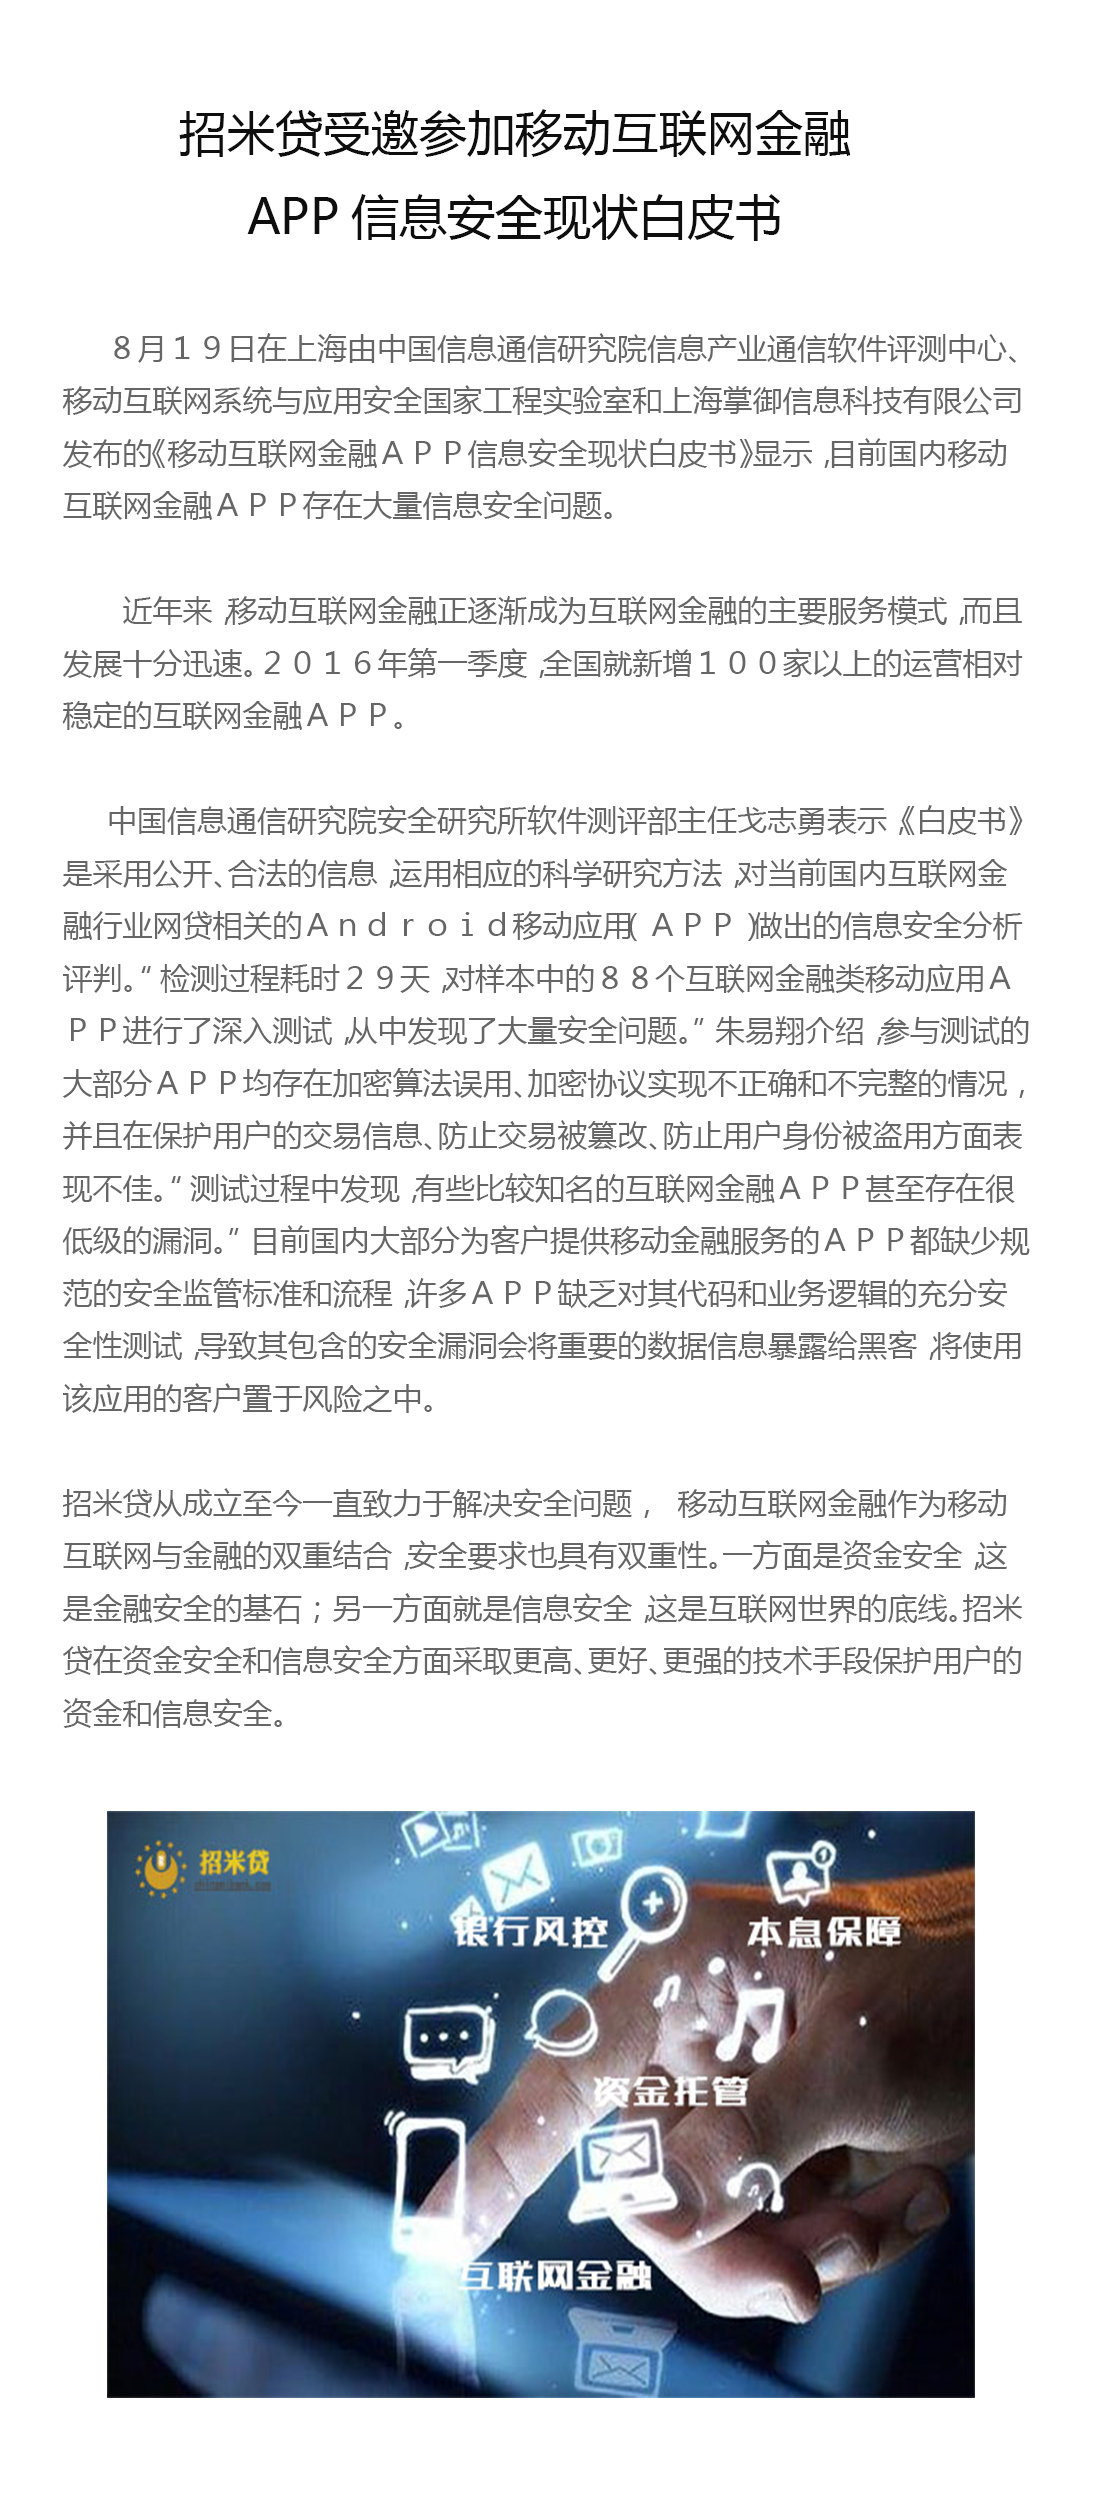 招米贷受邀参加移动互联网金融
APP 信息安全现状白皮书
８月１９日在上海由中国信息通信研究院信息产业通信软件评测中心、
移动互联网系统与应用安全国家工程实验室和上海掌御信息科技有限公司
发布的《移动互联网金融ＡＰＰ信息安全现状白皮书》显示,目前国内移动
互联网金融ＡＰＰ存在大量信息安全问题。
近年来,移动互联网金融正逐渐成为互联网金融的主要服务模式,而且
发展十分迅速。２０１６年第一季度,全国就新增１００家以上的运营相对
稳定的互联网金融ＡＰＰ。
中国信息通信研究院安全研究所软件测评部主任戈志勇表示,《白皮书》
是采用公开、合法的信息,运用相应的科学研究方法,对当前国内互联网金
融行业网贷相关的Ａｎｄｒｏｉｄ移动应用(ＡＰＰ)做出的信息安全分析
评判。“检测过程耗时２９天,对样本中的８８个互联网金融类移动应用Ａ
ＰＰ进行了深入测试,从中发现了大量安全问题。”朱易翔介绍,参与测试的
大部分ＡＰＰ均存在加密算法误用、加密协议实现不正确和不完整的情况,
并且在保护用户的交易信息、防止交易被篡改、防止用户身份被盗用方面表
现不佳。“测试过程中发现,有些比较知名的互联网金融ＡＰＰ甚至存在很
低级的漏洞。”目前国内大部分为客户提供移动金融服务的ＡＰＰ都缺少规
范的安全监管标准和流程,许多ＡＰＰ缺乏对其代码和业务逻辑的充分安
全性测试,导致其包含的安全漏洞会将重要的数据信息暴露给黑客,将使用
该应用的客户置于风险之中。
招米贷从成立至今一直致力于解决安全问题， 移动互联网金融作为移动
互联网与金融的双重结合,安全要求也具有双重性。一方面是资金安全,这
是金融安全的基石；另一方面就是信息安全,这是互联网世界的底线。招米
贷在资金安全和信息安全方面采取更高、更好、更强的技术手段保护用户的
资金和信息安全。
招米贷
1
银行风控
本息保障
资金托管
互联网金融